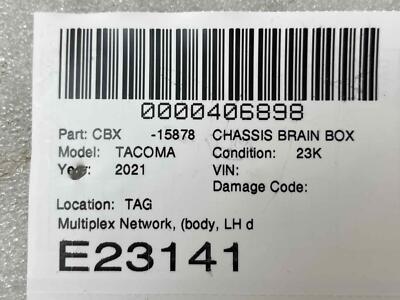 0000406898
Part: CBX -15878 CHASSIS BRAIN BOX
Model: TACOMA Condition: 23K
Year: 2021 VIN:
Damage Code:
Location: TAG
Multiplex Network, (body, LH d
E23141